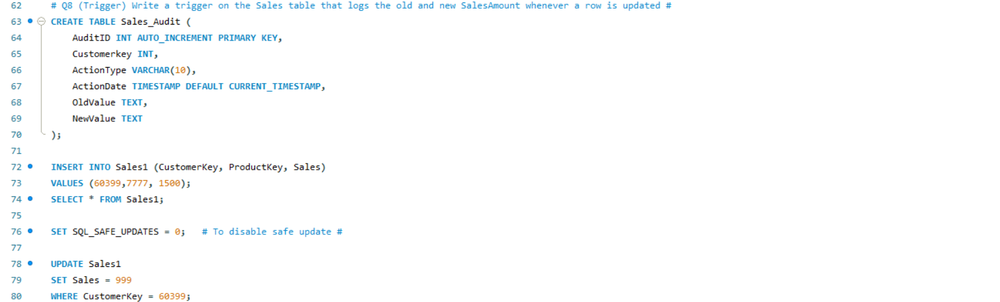 62 # Q8 (Trigger) Write a trigger on the Sales table that logs the old and new SalesAmount whenever a row is updated #
63 CREATE TABLE Sales_Audit (
64 AuditID INT AUTO_INCREMENT PRIMARY KEY,
65 Customerkey INT,
66 ActionType VARCHAR(10),
67 ActionDate TIMESTAMP DEFAULT CURRENT_TIMESTAMP,
68 OldValue TEXT,
69 NewValue TEXT
70 );
71
72 INSERT INTO Sales1 (CustomerKey, ProductKey, Sales)
73 VALUES (60399,7777, 1500);
74 SELECT * FROM Sales1;
75
76 SET SQL_SAFE_UPDATES = 0; # To disable safe update #
77
78 UPDATE Sales1
79 SET Sales = 999
80 WHERE CustomerKey = 60399;